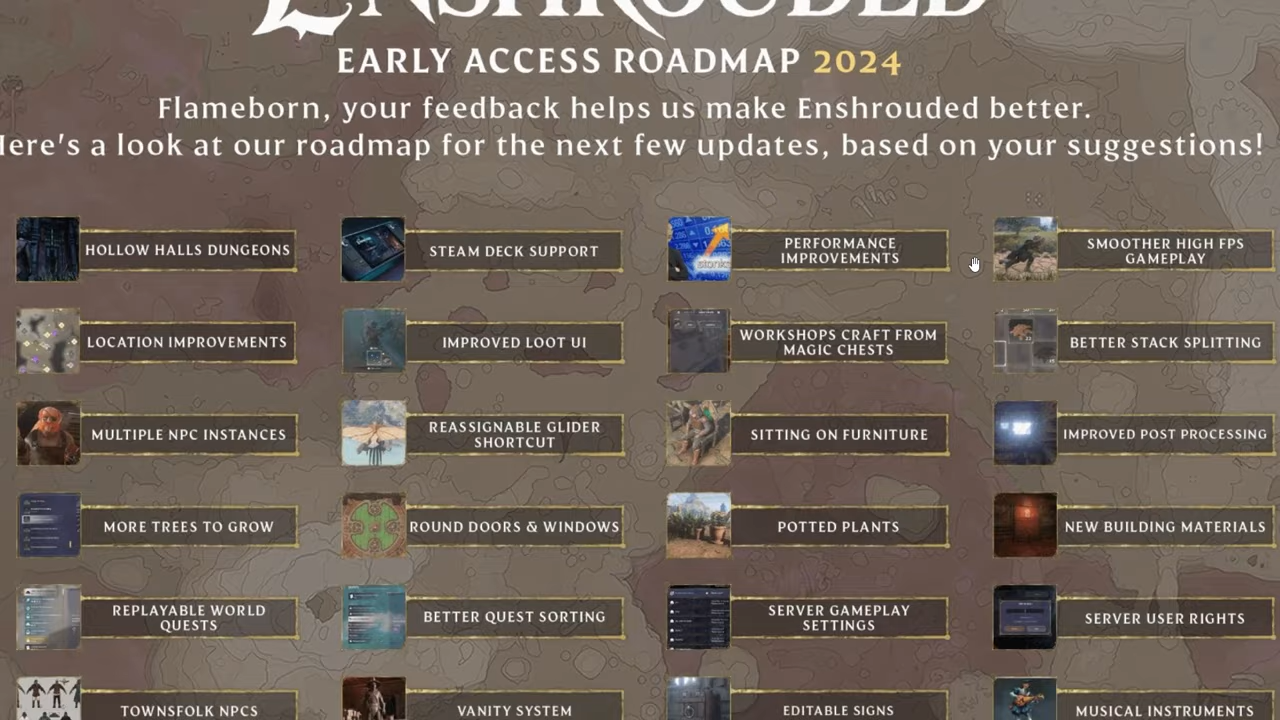 ENSHROUDED
EARLY ACCESS ROADMAP 2024
Flameborn, your feedback helps us make Enshrouded better.
Here's a look at our roadmap for the next few updates, based on your suggestions!
HOLLOW HALLS DUNGEONS
STEAM DECK SUPPORT
PERFORMANCE
IMPROVEMENTS
SMOOTHER HIGH FPS
GAMEPLAY
LOCATION IMPROVEMENTS
IMPROVED LOOT UI
WORKSHOPS CRAFT FROM
MAGIC CHESTS
BETTER STACK SPLITTING
MULTIPLE NPC INSTANCES
REASSIGNABLE GLIDER
SHORTCUT
SITTING ON FURNITURE
IMPROVED POST PROCESSING
MORE TREES TO GROW
ROUND DOORS & WINDOWS
POTTED PLANTS
NEW BUILDING MATERIALS
REPLAYABLE WORLD
QUESTS
BETTER QUEST SORTING
SERVER GAMEPLAY
SETTINGS
SERVER USER RIGHTS
TOWNSFOLK NPCS
VANITY SYSTEM
EDITABLE SIGNS
MUSICAL INSTRUMENTS